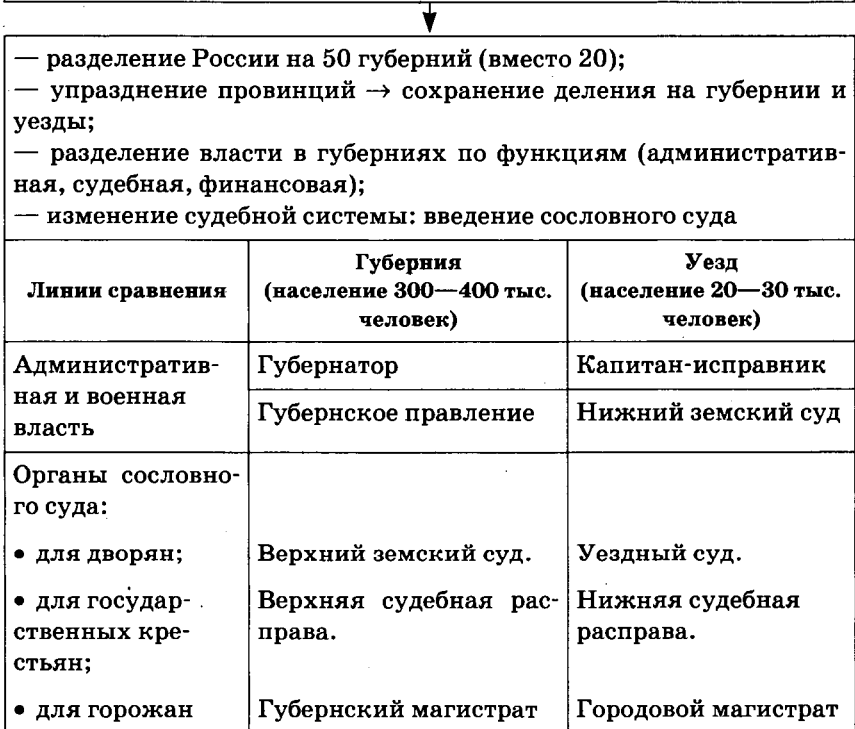 — разделение России на 50 губерний (вместо 20);
— упразднение провинций → сохранение деления на губернии и
уезды;
— разделение власти в губерниях по функциям (административ-
ная, судебная, финансовая);
— изменение судебной системы: введение сословного суда
Линии сравнения
Губерния
(население 300—400 тыс.
человек)
Уезд
(население 20—30 тыс.
человек)
Административ-
ная и военная
власть
Губернатор
Капитан-исправник
Губернское правление
Нижний земский суд
Органы сословно-
го суда:
• для дворян;
Верхний земский суд.
Уездный суд.
• для государ-
ственных кре-
стьян;
Верхняя судебная рас-
права.
Нижняя судебная
расправа.
• для горожан
Губернский магистрат
Городовой магистрат